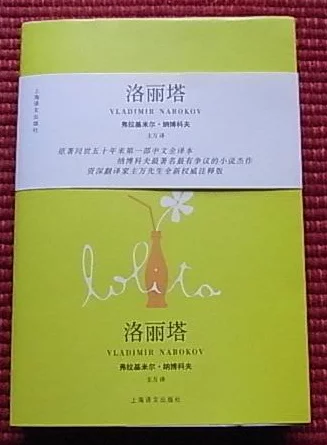 洛丽塔
VLADIMIR NABOKOV
弗拉基米尔·纳博科夫
主万 译
上海译文出版社
原著问世五十年来第一部中文全译本
纳博科夫最著名最有争议的小说杰作
资深翻译家主万先生全新权威注释版
lolita
洛丽塔
VLADIMIR NABOKOV
弗拉基米尔·纳博科夫
主万 译
上海译文出版社